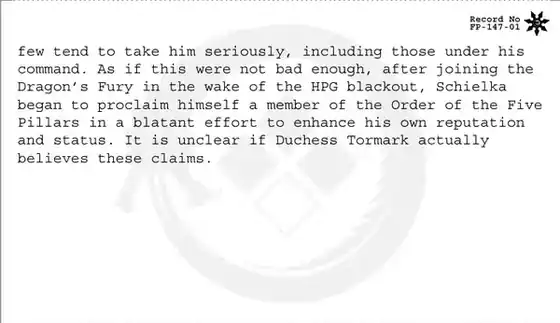 Record No
FP-147-01
few tend to take him seriously, including those under his
command. As if this were not bad enough, after joining the
Dragon’s Fury in the wake of the HPG blackout, Schielka
began to proclaim himself a member of the Order of the Five
Pillars in a blatant effort to enhance his own reputation
and status. It is unclear if Duchess Tormark actually
believes these claims.